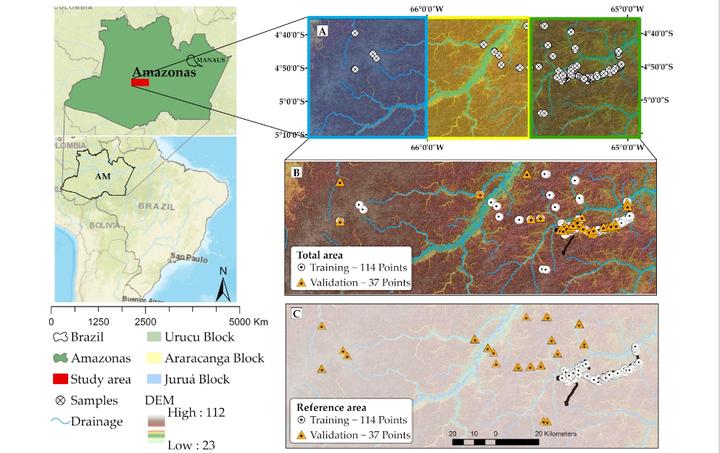 COLOMBIA
MANAUS
Amazonas
LOMBIA
AM
BRAZIL
BOLIVIA
Sao Paulo
Buenos Aires
N
0 1250 2500 5000 Km
Brazil
Amazonas
Study area
Samples
Drainage
Urucu Block
Araracanga Block
Juruá Block
DEM
High : 112
Low : 23
66°0'0"W 65°0'0"W
A
4°40'0"S 4°40'0"S
4°50'0"S 4°50'0"S
5°0'0"S 5°0'0"S
5°10'0"S
66°0'0"W 65°0'0"W
B
Total area
Training – 114 Points
Validation – 37 Points
C
Reference area
Training – 114 Points
Validation – 37 Points
20 10 0 20 Kilometers